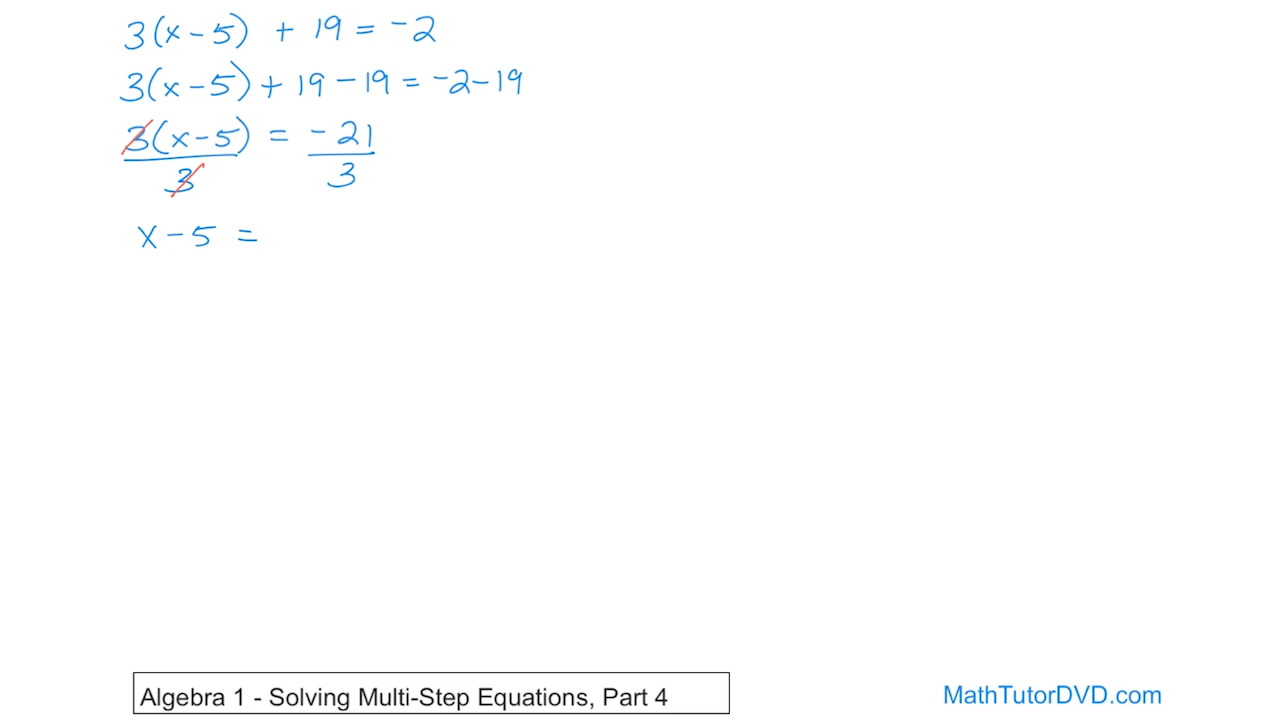 3(x-5) + 19 = -2
3(x-5) + 19 - 19 = -2 - 19
3(x-5) = -21
3 3
x - 5 =
Algebra 1 - Solving Multi-Step Equations, Part 4
MathTutorDVD.com